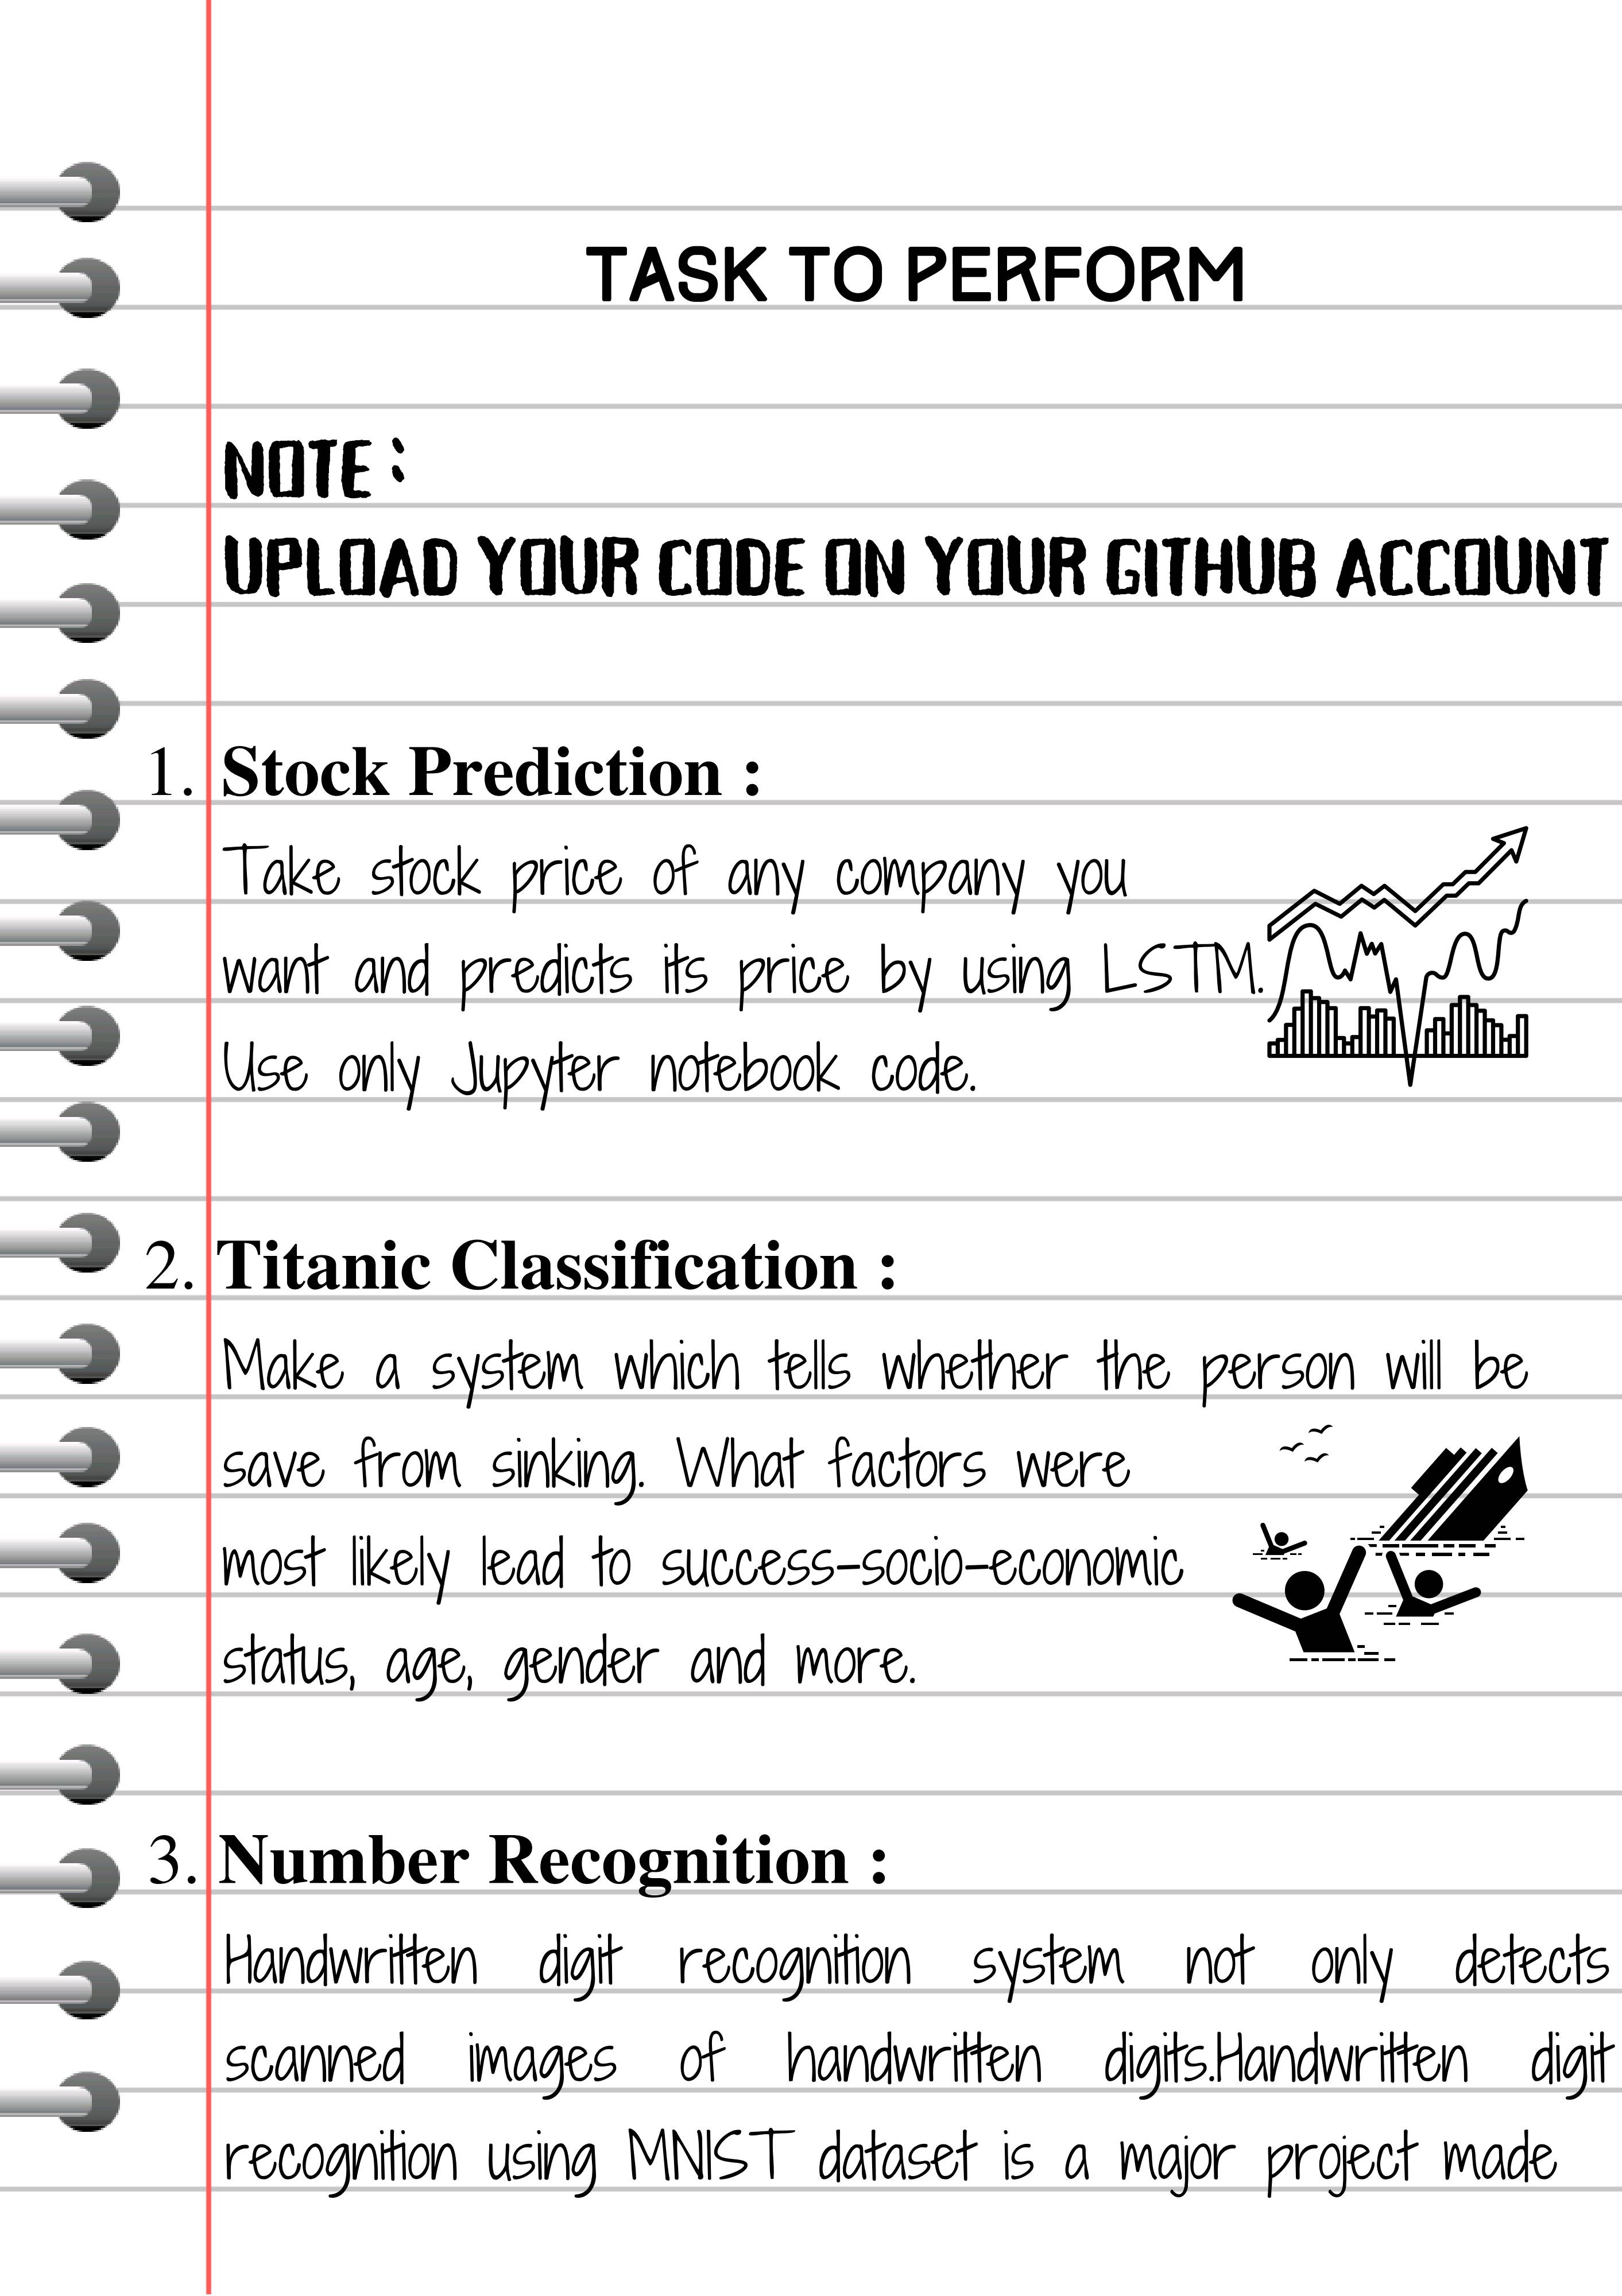 TASK TO PERFORM
NOTE :
UPLOAD YOUR CODE ON YOUR GITHUB ACCOUNT
1. Stock Prediction :
Take stock price of any company you
want and predicts its price by using LSTM.
Use only Jupyter notebook code.
2. Titanic Classification :
Make a system which tells whether the person will be
save from sinking. What factors were
most likely lead to success-socio-economic
status, age, gender and more.
3. Number Recognition :
Handwritten digit recognition system not only detects
scanned images of handwritten digits.Handwritten digit
recognition using MNIST dataset is a major project made